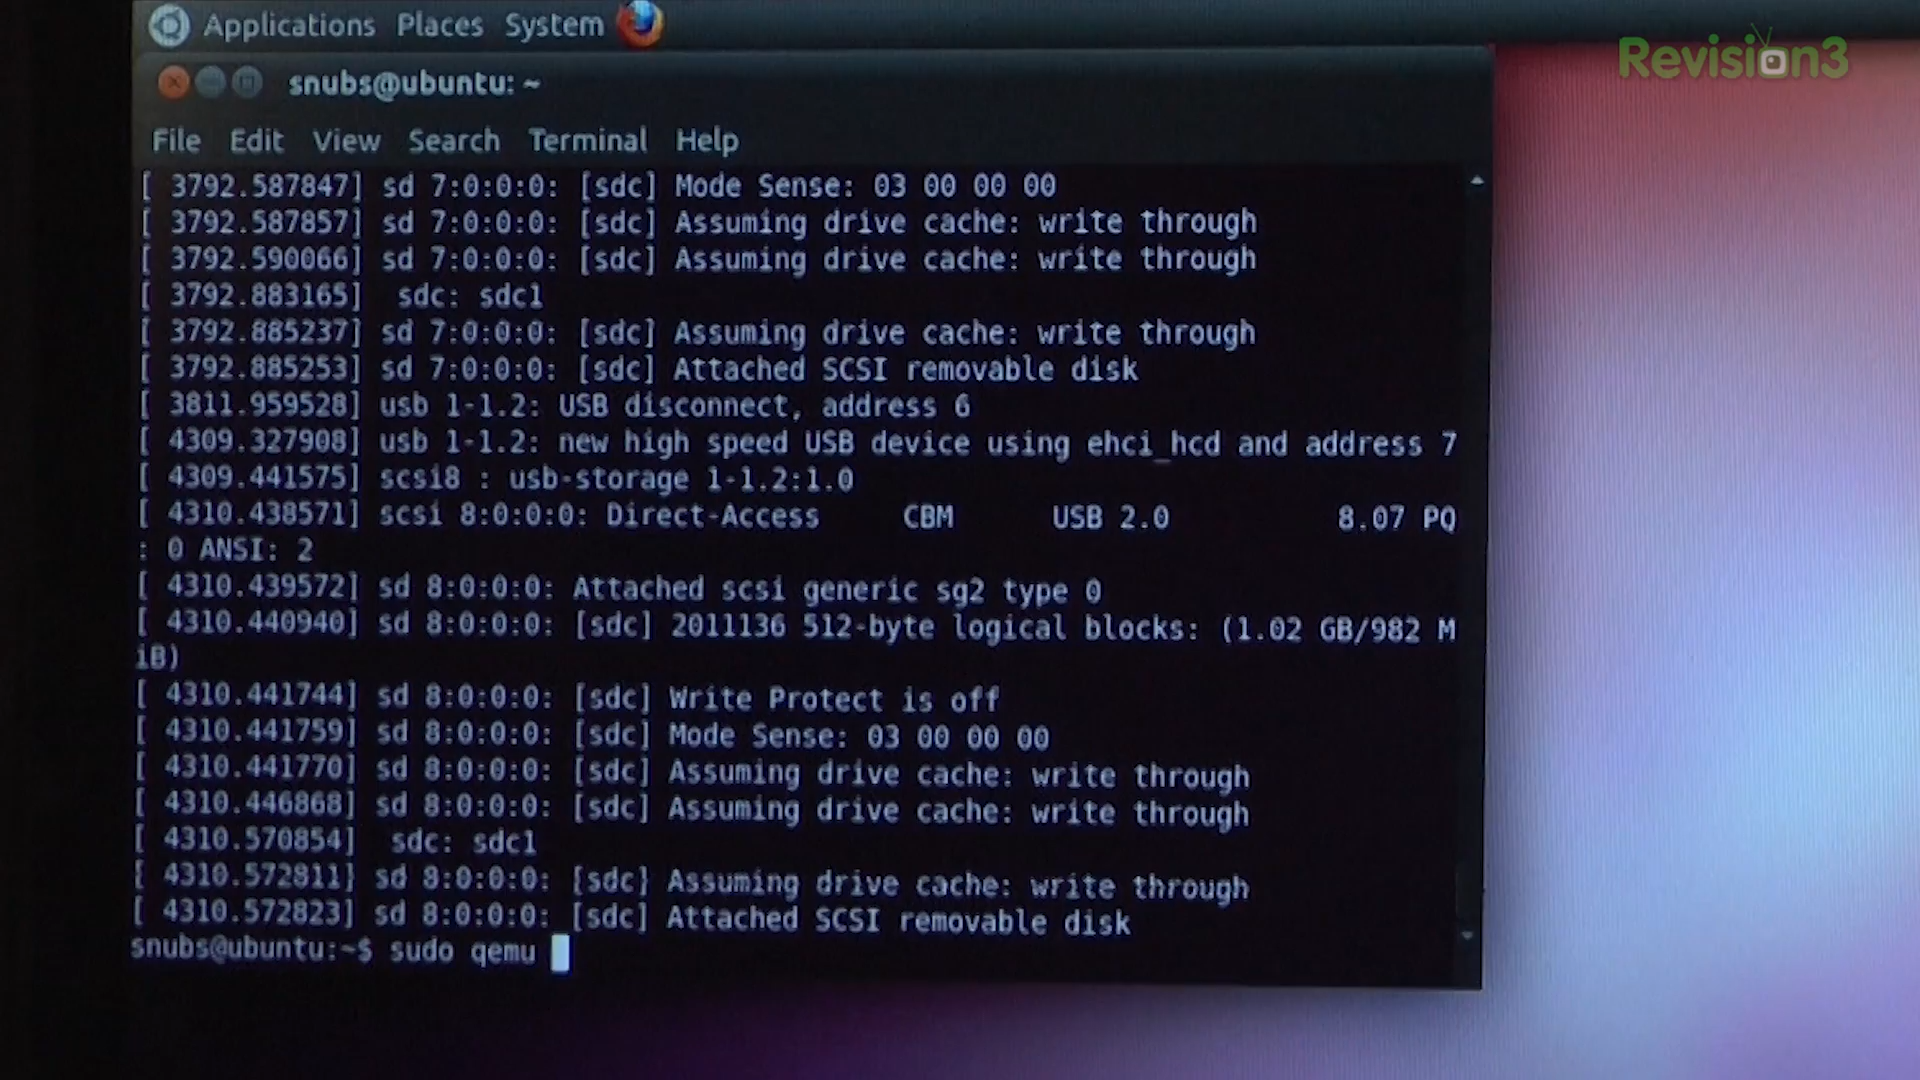 Applications Places System
Revision3
snubs@ubuntu: ~
File Edit View Search Terminal Help
[ 3792.587847] sd 7:0:0:0: [sdc] Mode Sense: 03 00 00 00
[ 3792.587857] sd 7:0:0:0: [sdc] Assuming drive cache: write through
[ 3792.590066] sd 7:0:0:0: [sdc] Assuming drive cache: write through
[ 3792.883165]  sdc: sdc1
[ 3792.885237] sd 7:0:0:0: [sdc] Assuming drive cache: write through
[ 3792.885253] sd 7:0:0:0: [sdc] Attached SCSI removable disk
[ 3811.959528] usb 1-1.2: USB disconnect, address 6
[ 4309.327908] usb 1-1.2: new high speed USB device using ehci_hcd and address 7
[ 4309.441575] scsi8 : usb-storage 1-1.2:1.0
[ 4310.438571] scsi 8:0:0:0: Direct-Access     CBM      USB 2.0          8.07 PQ
: 0 ANSI: 2
[ 4310.439572] sd 8:0:0:0: Attached scsi generic sg2 type 0
[ 4310.440940] sd 8:0:0:0: [sdc] 2011136 512-byte logical blocks: (1.02 GB/982 M
iB)
[ 4310.441744] sd 8:0:0:0: [sdc] Write Protect is off
[ 4310.441759] sd 8:0:0:0: [sdc] Mode Sense: 03 00 00 00
[ 4310.441770] sd 8:0:0:0: [sdc] Assuming drive cache: write through
[ 4310.446868] sd 8:0:0:0: [sdc] Assuming drive cache: write through
[ 4310.570854]  sdc: sdc1
[ 4310.572811] sd 8:0:0:0: [sdc] Assuming drive cache: write through
[ 4310.572823] sd 8:0:0:0: [sdc] Attached SCSI removable disk
snubs@ubuntu:~$ sudo qemu